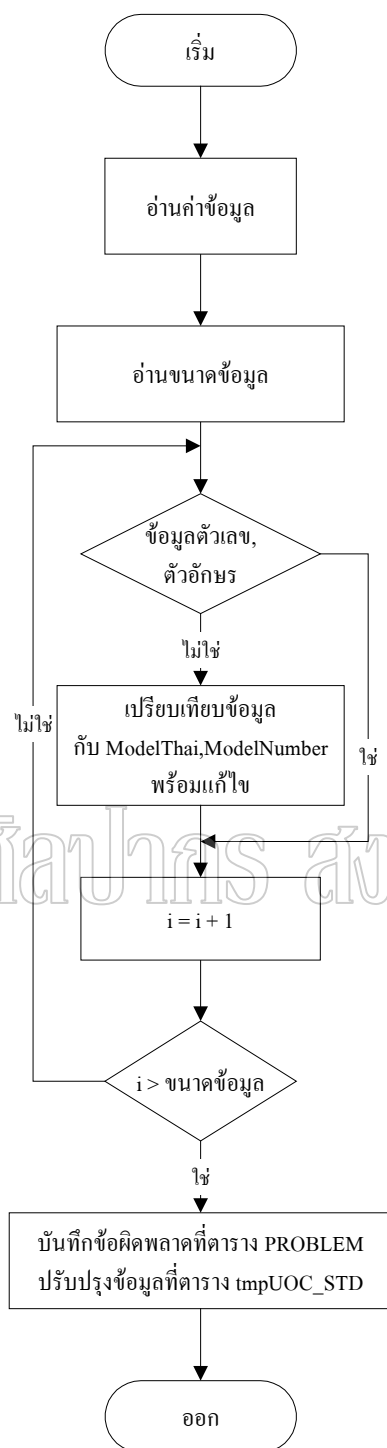 เริ่ม
อ่านค่าข้อมูล
อ่านขนาดข้อมูล
ข้อมูลตัวเลข,
ตัวอักษร
ไม่ใช่
เปรียบเทียบข้อมูล
กับ ModelThai,ModelNumber
พร้อมแก้ไข
ไม่ใช่
ใช่
i = i + 1
i > ขนาดข้อมูล
ใช่
บันทึกข้อผิดพลาดที่ตาราง PROBLEM
ปรับปรุงข้อมูลที่ตาราง tmpUOC_STD
ออก